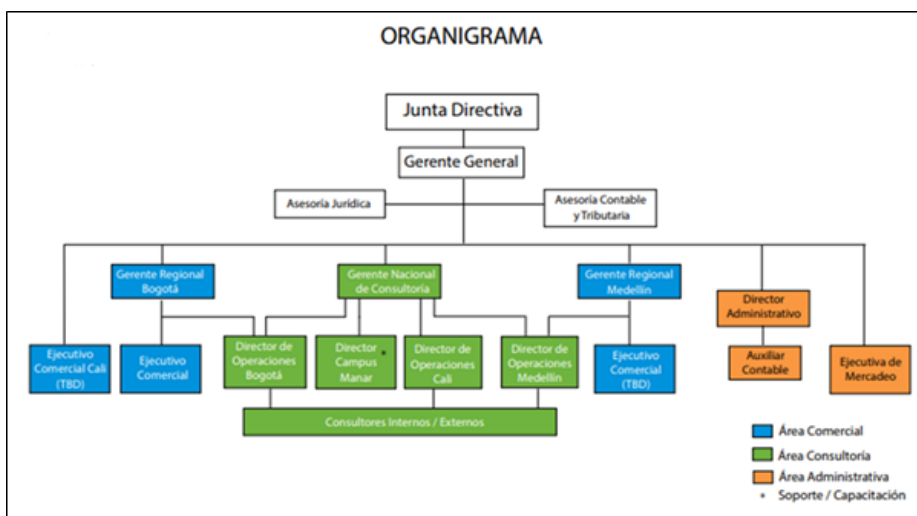 ORGANIGRAMA
Junta Directiva
Gerente General
Asesoría Jurídica
Asesoría Contable
y Tributaria
Gerente Regional
Bogotá
Gerente Nacional
de Consultoría
Gerente Regional
Medellín
Director
Administrativo
Ejecutivo
Comercial Cali
(TBD)
Ejecutivo
Comercial
Director de
Operaciones
Bogotá
Director *
Campus
Manar
Director de
Operaciones
Cali
Director de
Operaciones
Medellín
Ejecutivo
Comercial
(TBD)
Auxiliar
Contable
Ejecutiva de
Mercadeo
Consultores Internos / Externos
Área Comercial
Área Consultoría
Área Administrativa
* Soporte / Capacitación